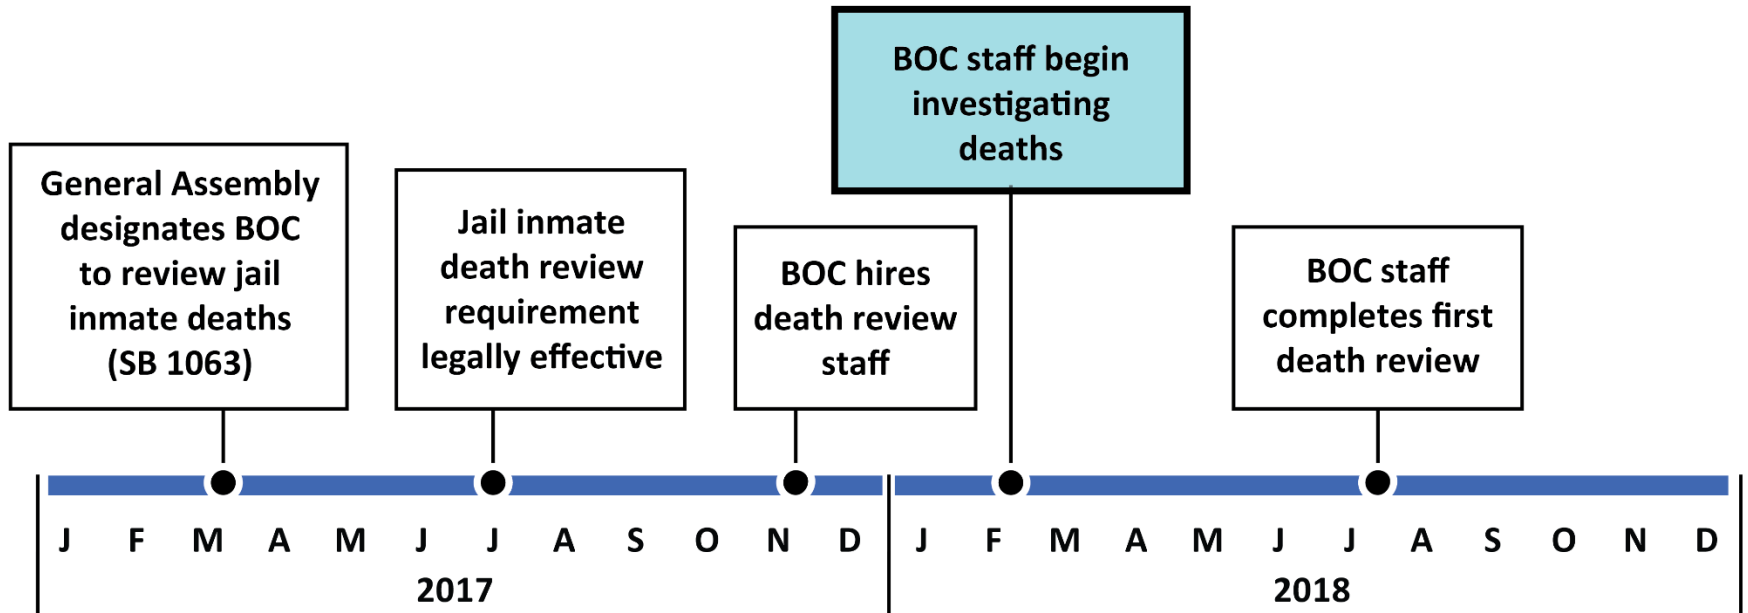 General Assembly
designates BOC
to review jail
inmate deaths
(SB 1063)
Jail inmate
death review
requirement
legally effective
BOC hires
death review
staff
BOC staff begin
investigating
deaths
BOC staff
completes first
death review
J F M A M J J A S O N D J F M A M J J A S O N D
2017 2018